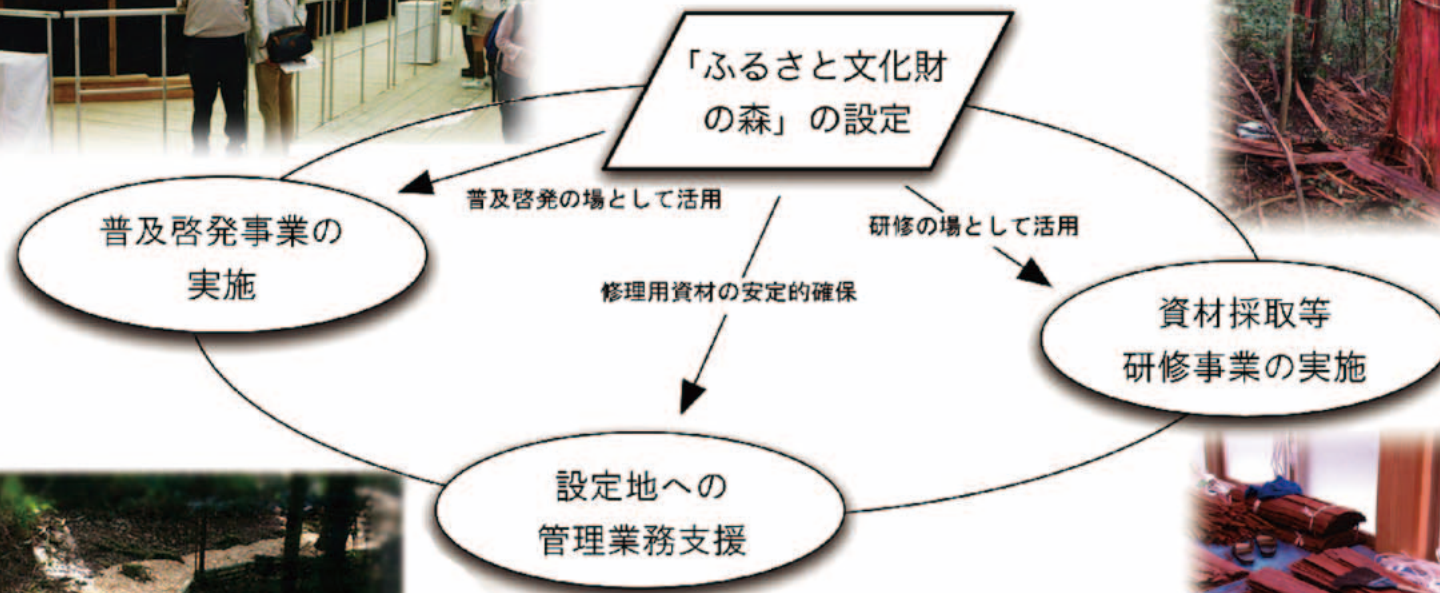 「ふるさと文化財
の森」の設定
普及啓発の場として活用
研修の場として活用
普及啓発事業の
実施
修理用資材の安定的確保
資材採取等
研修事業の実施
設定地への
管理業務支援